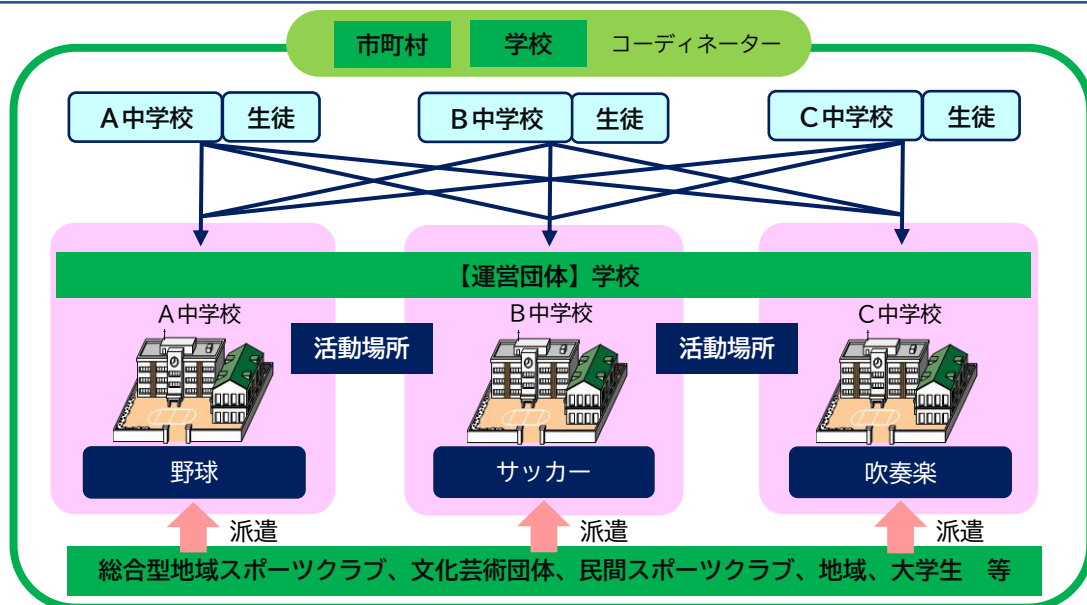 市町村 学校 コーディネーター
A中学校 生徒 B中学校 生徒 C中学校 生徒
【運営団体】学校
A中学校 B中学校 C中学校
活動場所 活動場所
野球 サッカー 吹奏楽
派遣 派遣 派遣
総合型地域スポーツクラブ、文化芸術団体、民間スポーツクラブ、地域、大学生 等